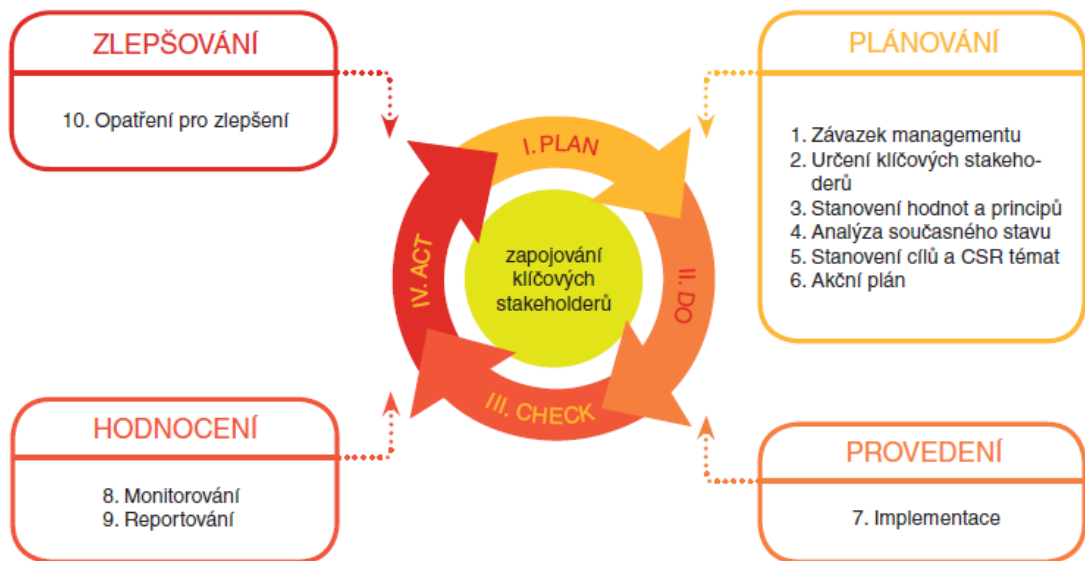 ZLEPŠOVÁNÍ
10. Opatření pro zlepšení
PLÁNOVÁNÍ
1. Závazek managementu
2. Určení klíčových stakeho-
derů
3. Stanovení hodnot a principů
4. Analýza současného stavu
5. Stanovení cílů a CSR témat
6. Akční plán
I. PLAN
II. DO
III. CHECK
IV. ACT
zapojování
klíčových
stakeholderů
HODNOCENÍ
8. Monitorování
9. Reportování
PROVEDENÍ
7. Implementace